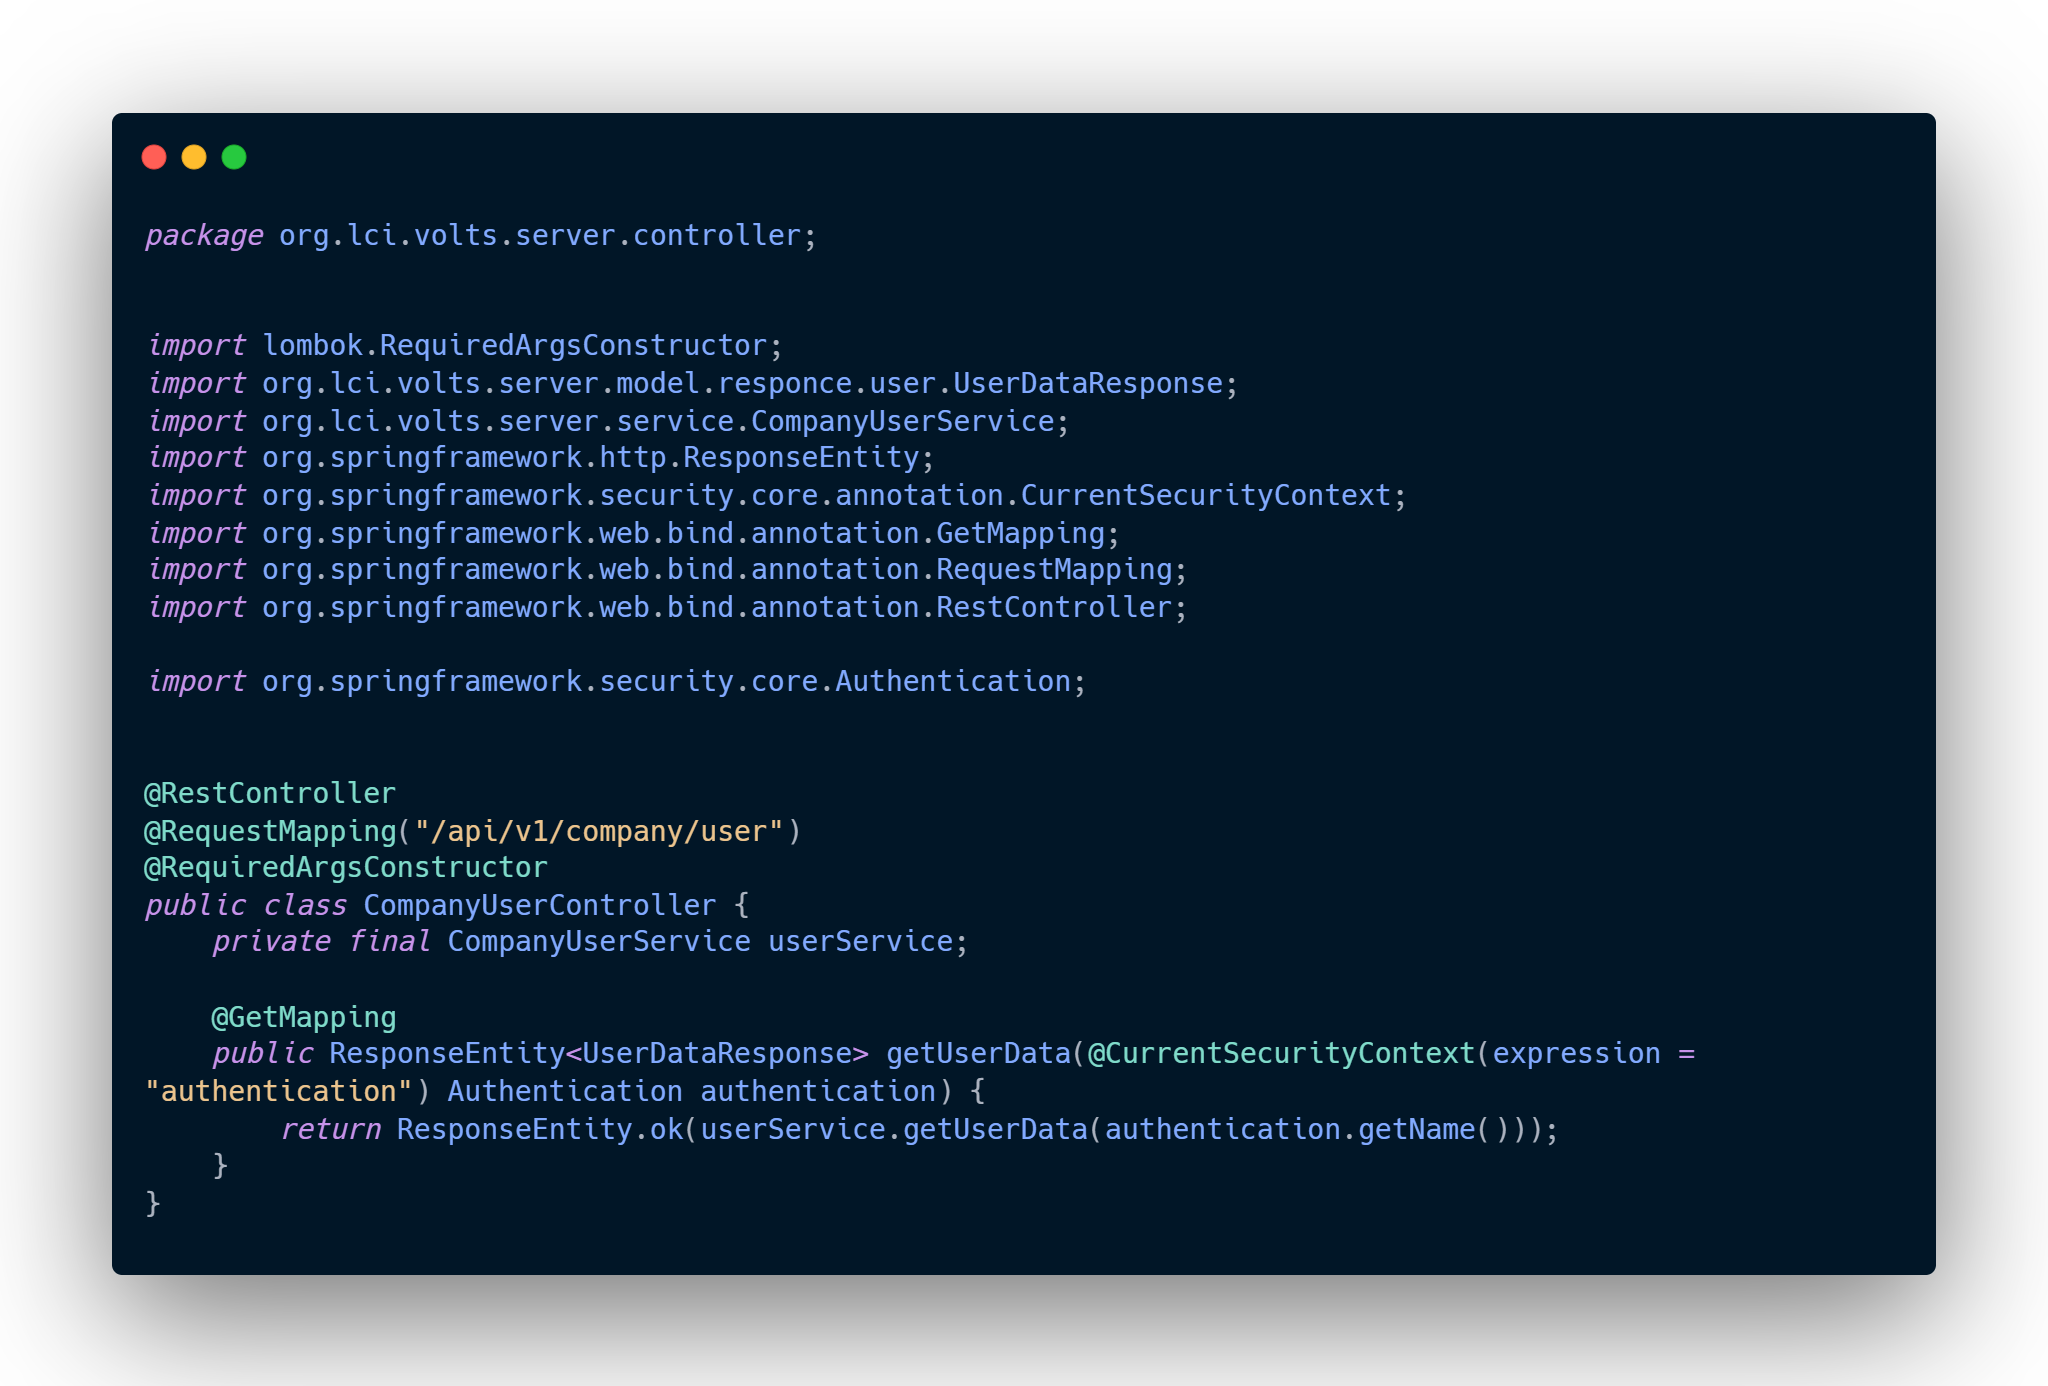 package org.lci.volts.server.controller;
import lombok.RequiredArgsConstructor;
import org.lci.volts.server.model.responce.user.UserDataResponse;
import org.lci.volts.server.service.CompanyUserService;
import org.springframework.http.ResponseEntity;
import org.springframework.security.core.annotation.CurrentSecurityContext;
import org.springframework.web.bind.annotation.GetMapping;
import org.springframework.web.bind.annotation.RequestMapping;
import org.springframework.web.bind.annotation.RestController;
import org.springframework.security.core.Authentication;
@RestController
@RequestMapping("/api/v1/company/user")
@RequiredArgsConstructor
public class CompanyUserController {
    private final CompanyUserService userService;
    @GetMapping
    public ResponseEntity<UserDataResponse> getUserData(@CurrentSecurityContext(expression =
"authentication") Authentication authentication) {
        return ResponseEntity.ok(userService.getUserData(authentication.getName()));
    }
}